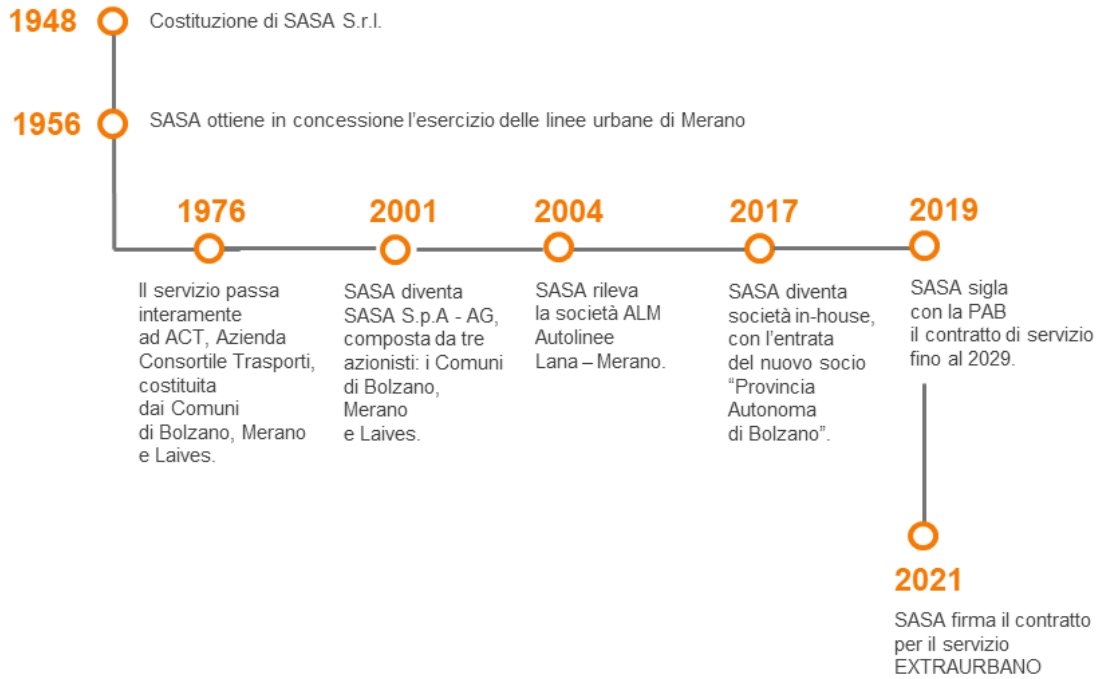 1948
Costituzione di SASA S.r.l.
1956
SASA ottiene in concessione l'esercizio delle linee urbane di Merano
1976
Il servizio passa
interamente
ad ACT, Azienda
Consortile Trasporti,
costituita
dai Comuni
di Bolzano, Merano
e Laives.
2001
SASA diventa
SASA S.p.A - AG,
composta da tre
azionisti: i Comuni
di Bolzano,
Merano
e Laives.
2004
SASA rileva
la società ALM
Autolinee
Lana – Merano.
2017
SASA diventa
società in-house,
con l'entrata
del nuovo socio
“Provincia
Autonoma
di Bolzano”.
2019
SASA sigla
con la PAB
il contratto di servizio
fino al 2029.
2021
SASA firma il contratto
per il servizio
EXTRAURBANO